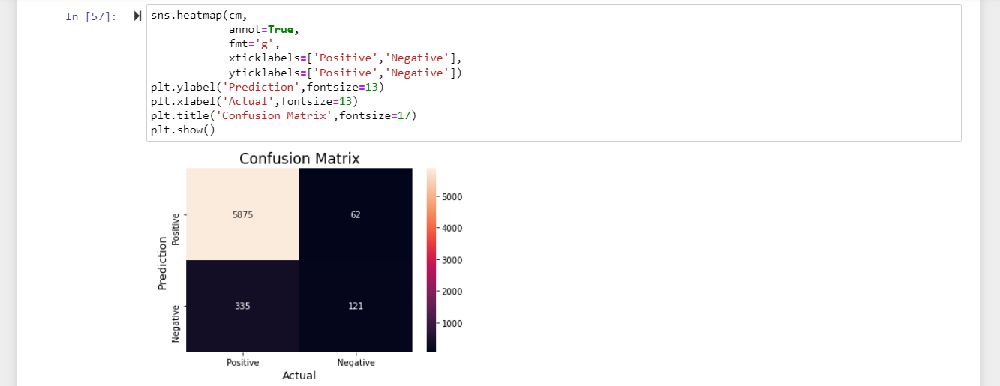 In [57]:
sns.heatmap(cm,
            annot=True,
            fmt='g',
            xticklabels=['Positive','Negative'],
            yticklabels=['Positive','Negative'])
plt.ylabel('Prediction',fontsize=13)
plt.xlabel('Actual',fontsize=13)
plt.title('Confusion Matrix',fontsize=17)
plt.show()
Confusion Matrix
Prediction
Positive
Negative
5875 62
335 121
Positive Negative
Actual
5000
4000
3000
2000
1000